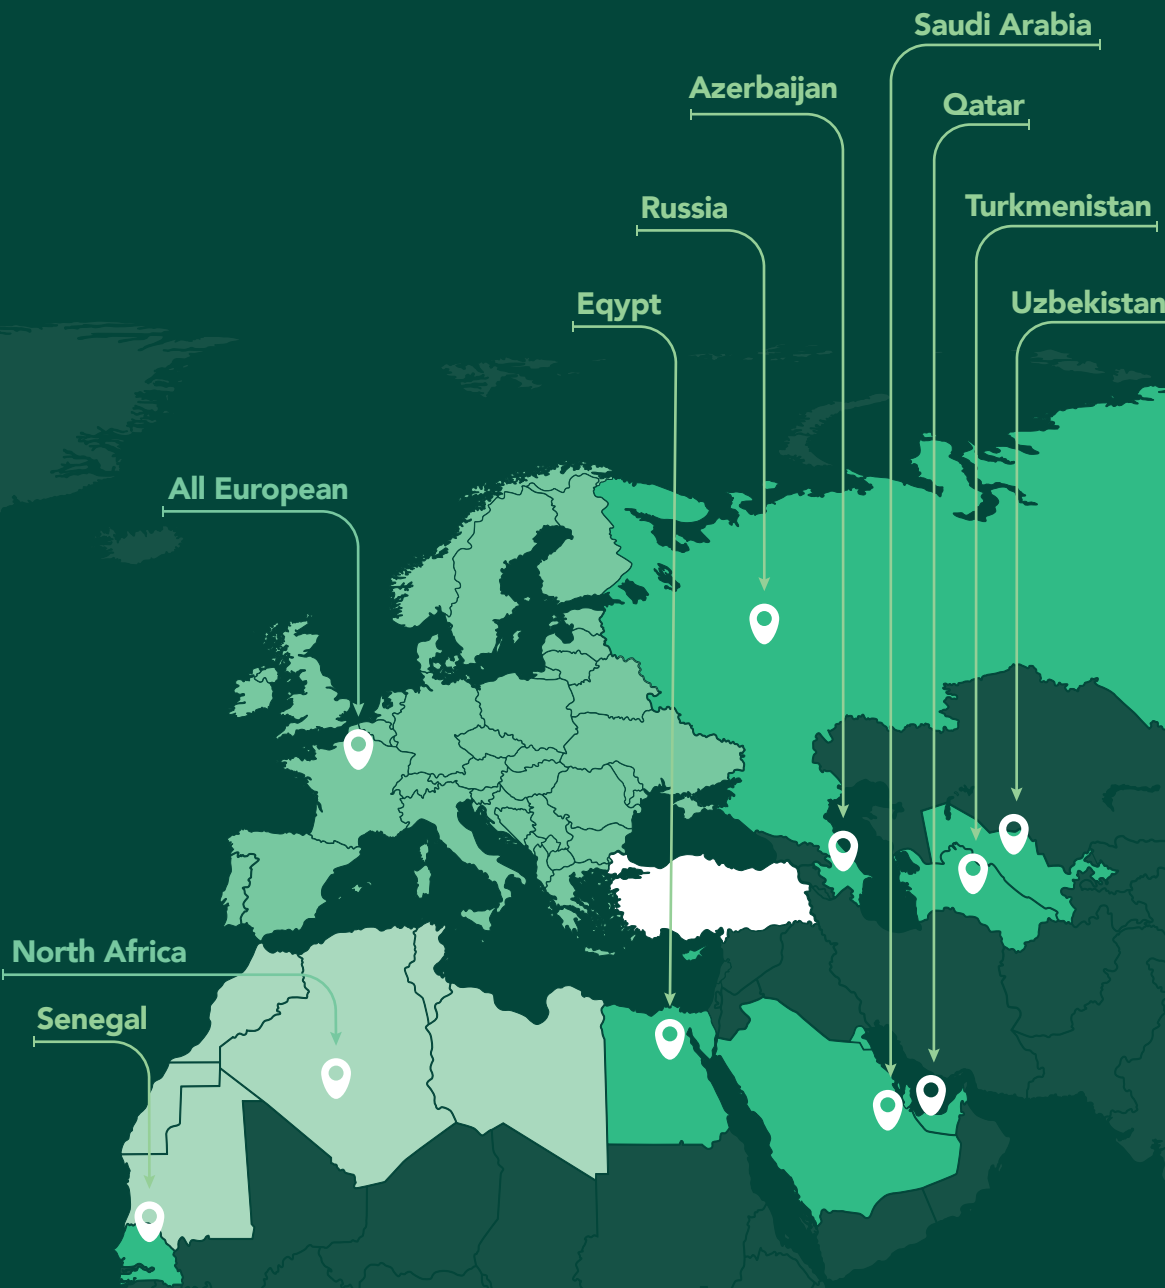 Saudi Arabia
Azerbaijan
Qatar
Russia
Turkmenistan
Eqypt
Uzbekistan
All European
North Africa
Senegal